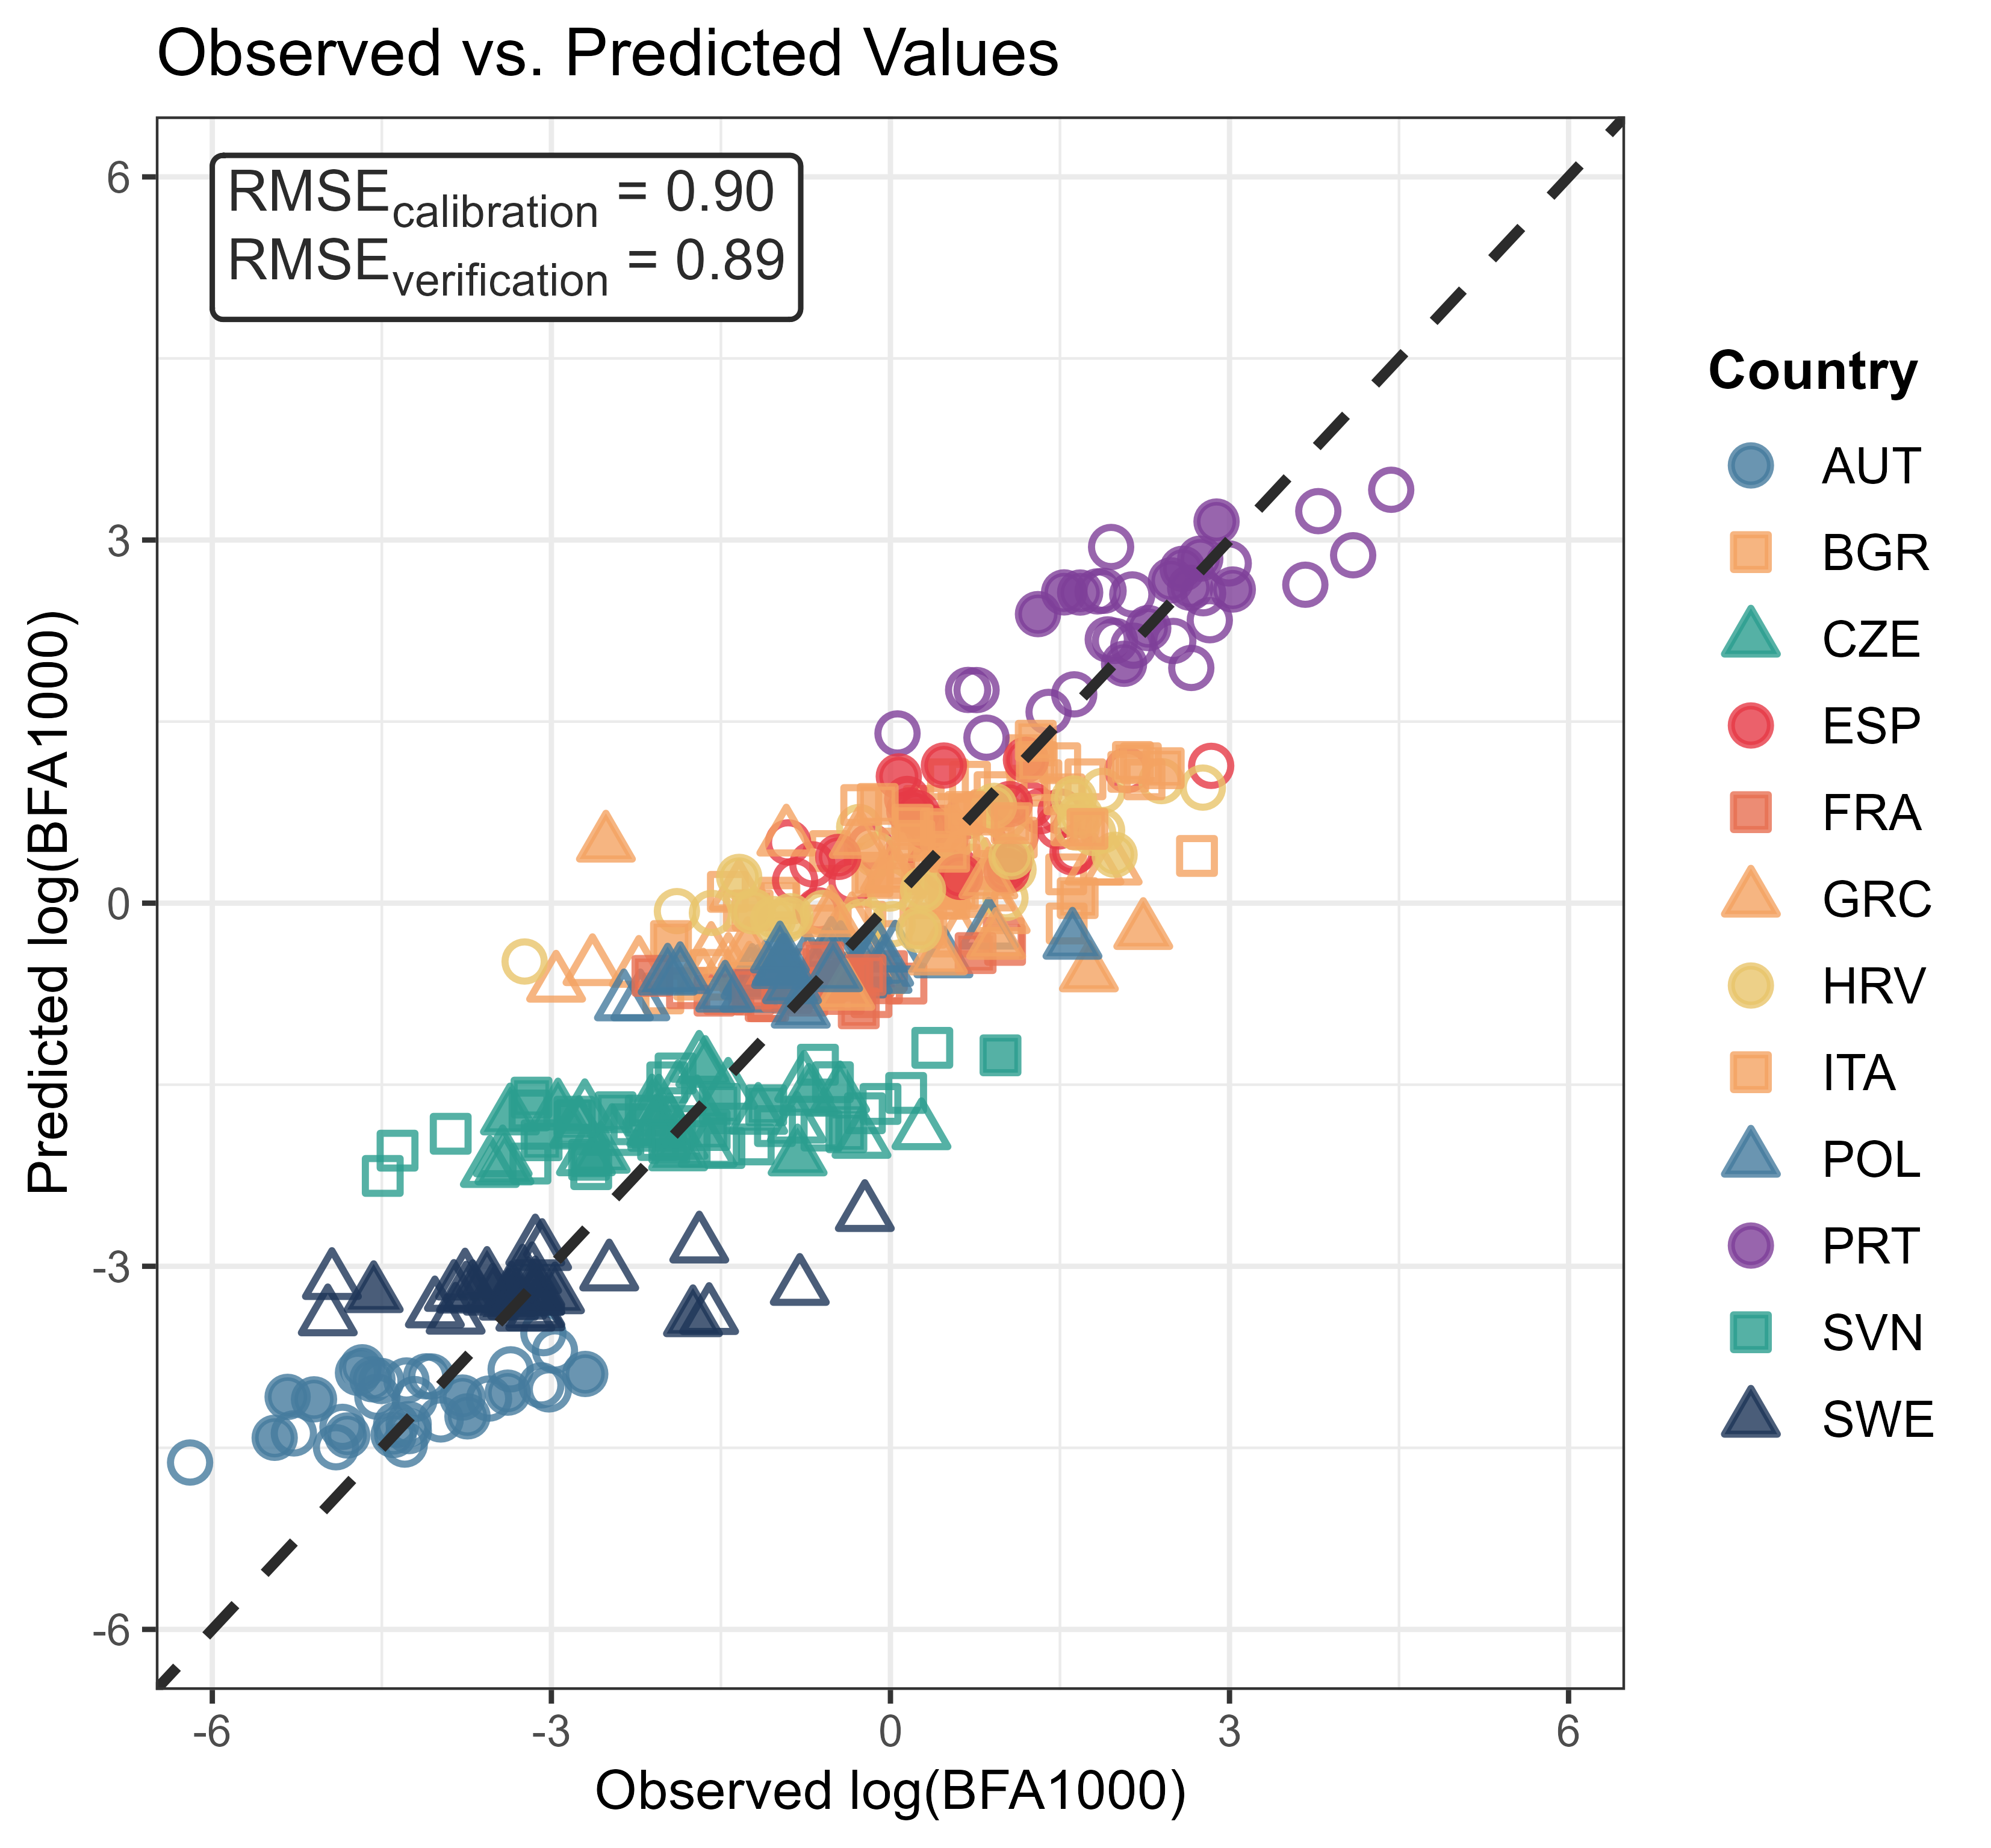 Observed vs. Predicted Values
RMSEcalibration = 0.90
RMSEverification = 0.89
6
3
0
-3
-6
Predicted log(BFA1000)
-6
-3
0
3
6
Observed log(BFA1000)
Country
AUT
BGR
CZE
ESP
FRA
GRC
HRV
ITA
POL
PRT
SVN
SWE